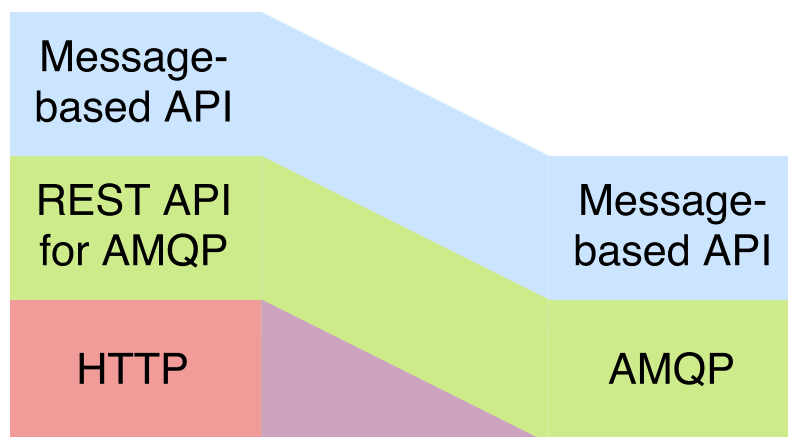 Message-
based API
REST API
for AMQP
HTTP
Message-
based API
AMQP